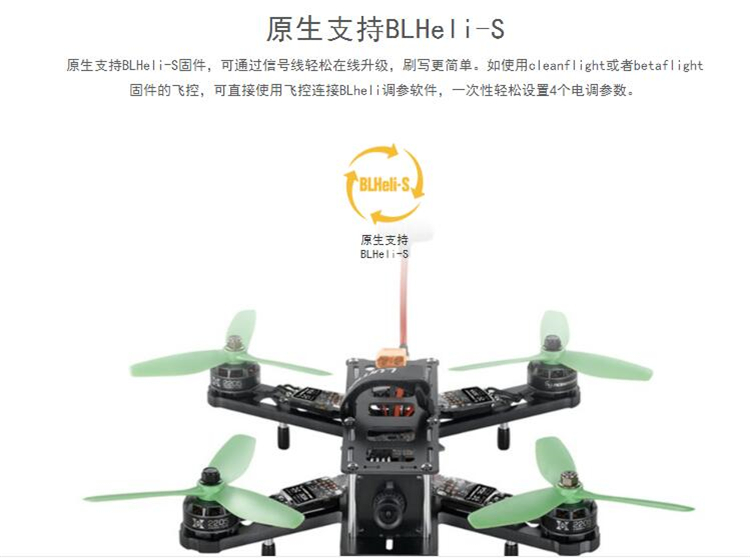 原生支持BLHeli-S
原生支持BLHeli-S固件，可通过信号线轻松在线升级，刷写更简单。如使用cleanflight或者betaflight
固件的飞控，可直接使用飞控连接BLheli调参软件，一次性轻松设置4个电调参数。
BLHeli-S
原生支持
BLHeli-S
2205
2205
2205